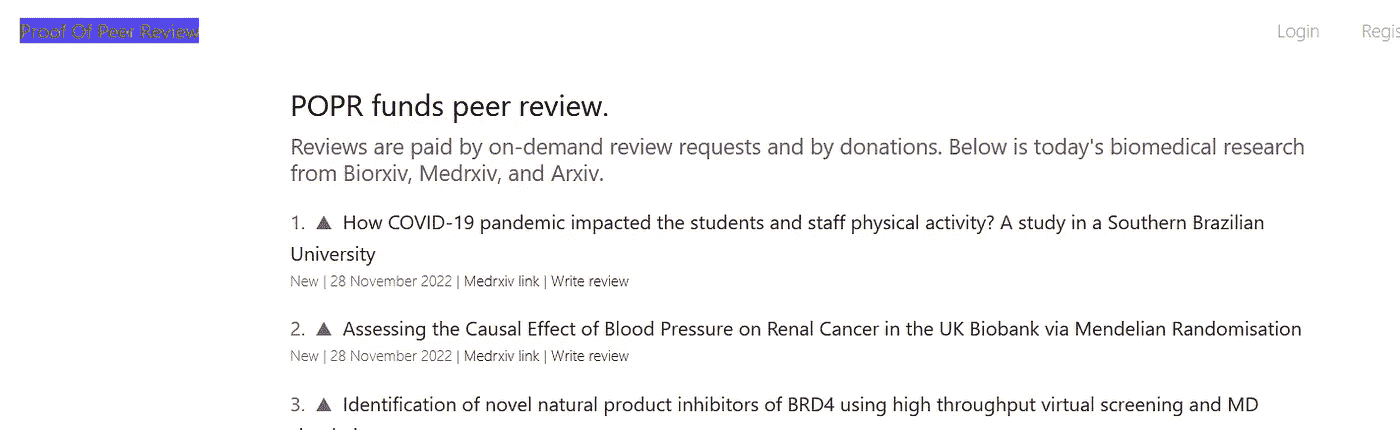 Proof Of Peer Review
Login
POPR funds peer review.
Reviews are paid by on-demand review requests and by donations. Below is today's biomedical research
from Biorxiv, Medrxiv, and Arxiv.
1. ▲ How COVID-19 pandemic impacted the students and staff physical activity? A study in a Southern Brazilian
University
New | 28 November 2022 | Medrxiv link | Write review
2. ▲ Assessing the Causal Effect of Blood Pressure on Renal Cancer in the UK Biobank via Mendelian Randomisation
New | 28 November 2022 | Medrxiv link | Write review
3. ▲ Identification of novel natural product inhibitors of BRD4 using high throughput virtual screening and MD